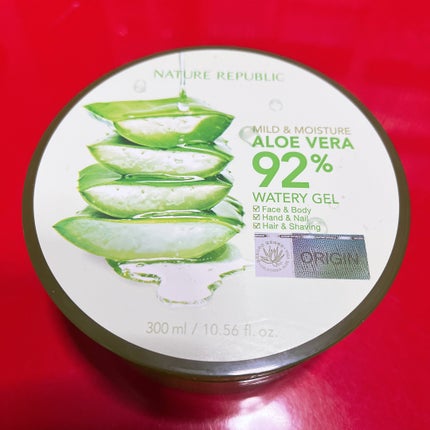 NATURE REPUBLIC
MILD & MOISTURE
ALOE VERA
92%
WATERY GEL
☑ Face & Body
☑ Hand & Nail
☑ Hair & Shaving
ORIGIN
300 ml / 10.56 fl. oz.